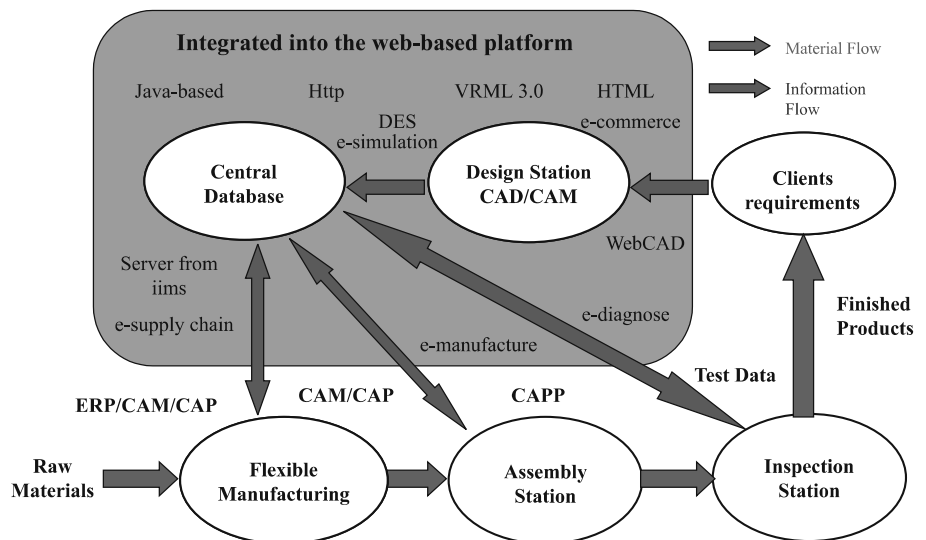 Integrated into the web-based platform
Java-based
Http
VRML 3.0
HTML
DES
e-simulation
e-commerce
Material Flow
Information
Flow
Central
Database
Design Station
CAD/CAM
Clients
requirements
WebCAD
Server from
iims
e-supply chain
e-diagnose
e-manufacture
Finished
Products
Test Data
ERP/CAM/CAP
CAM/CAP
CAPP
Raw
Materials
Flexible
Manufacturing
Assembly
Station
Inspection
Station